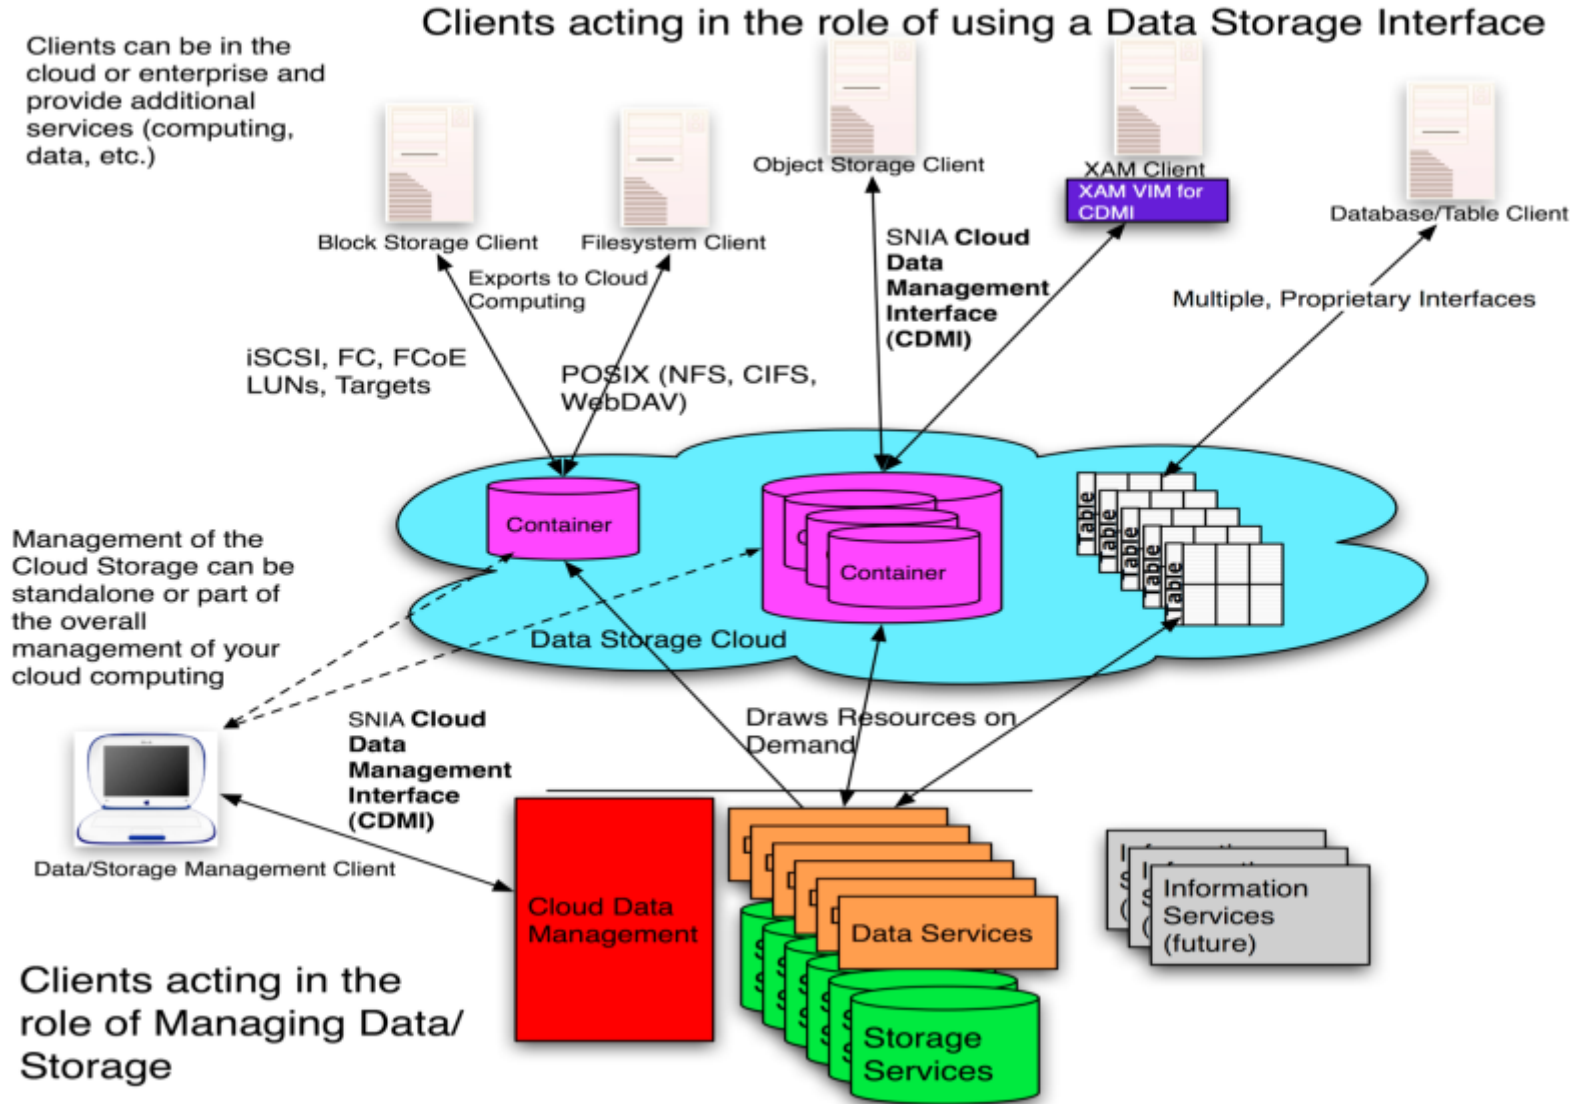 Clients acting in the role of using a Data Storage Interface
Clients can be in the
cloud or enterprise and
provide additional
services (computing,
data, etc.)
Block Storage Client
Filesystem Client
Object Storage Client
XAM Client
XAM VIM for
CDMI
Database/Table Client
Exports to Cloud
Computing
SNIA Cloud
Data
Management
Interface
(CDMI)
Multiple, Proprietary Interfaces
iSCSI, FC, FCoE
LUNs, Targets
POSIX (NFS, CIFS,
WebDAV)
Container
Container
Table
Table
Table
Table
Table
Data Storage Cloud
Management of the
Cloud Storage can be
standalone or part of
the overall
management of your
cloud computing
SNIA Cloud
Data
Management
Interface
(CDMI)
Draws Resources on
Demand
Data/Storage Management Client
Cloud Data
Management
Data Services
Storage
Services
Information
Services
(future)
Clients acting in the
role of Managing Data/
Storage